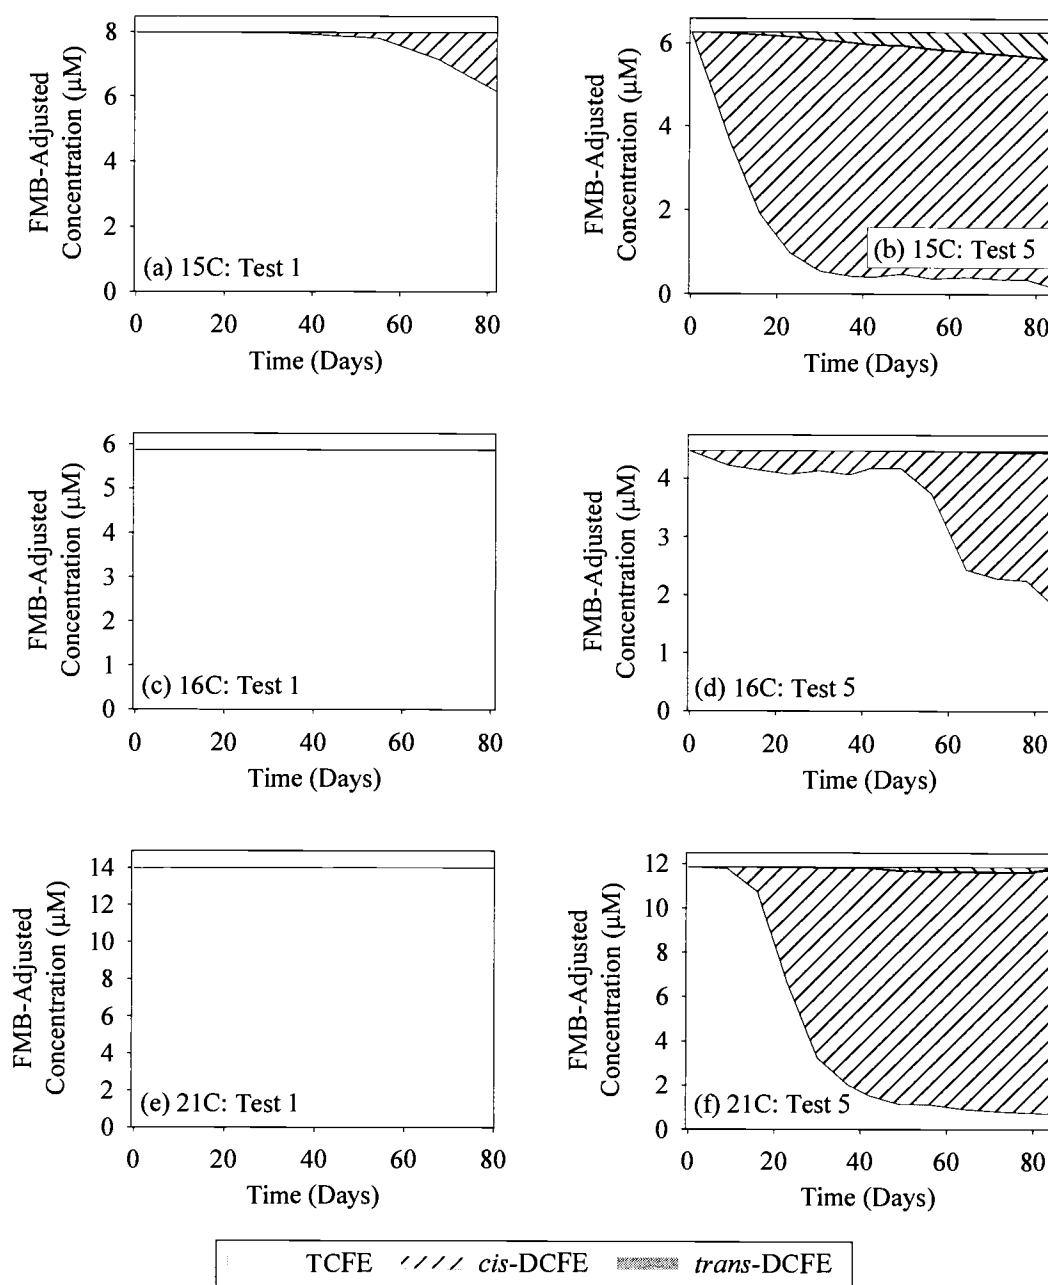 FMB-Adjusted
Concentration (μM)
8
6
4
2
0
(a) 15C: Test 1
0 20 40 60 80
Time (Days)
FMB-Adjusted
Concentration (μM)
6
4
2
0
(b) 15C: Test 5
0 20 40 60 80
Time (Days)
FMB-Adjusted
Concentration (μM)
6
5
4
3
2
1
0
(c) 16C: Test 1
0 20 40 60 80
Time (Days)
FMB-Adjusted
Concentration (μM)
4
3
2
1
0
(d) 16C: Test 5
0 20 40 60 80
Time (Days)
FMB-Adjusted
Concentration (μM)
14
12
10
8
6
4
2
0
(e) 21C: Test 1
0 20 40 60 80
Time (Days)
FMB-Adjusted
Concentration (μM)
12
10
8
6
4
2
0
(f) 21C: Test 5
0 20 40 60 80
Time (Days)
TCFE cis-DCFE trans-DCFE